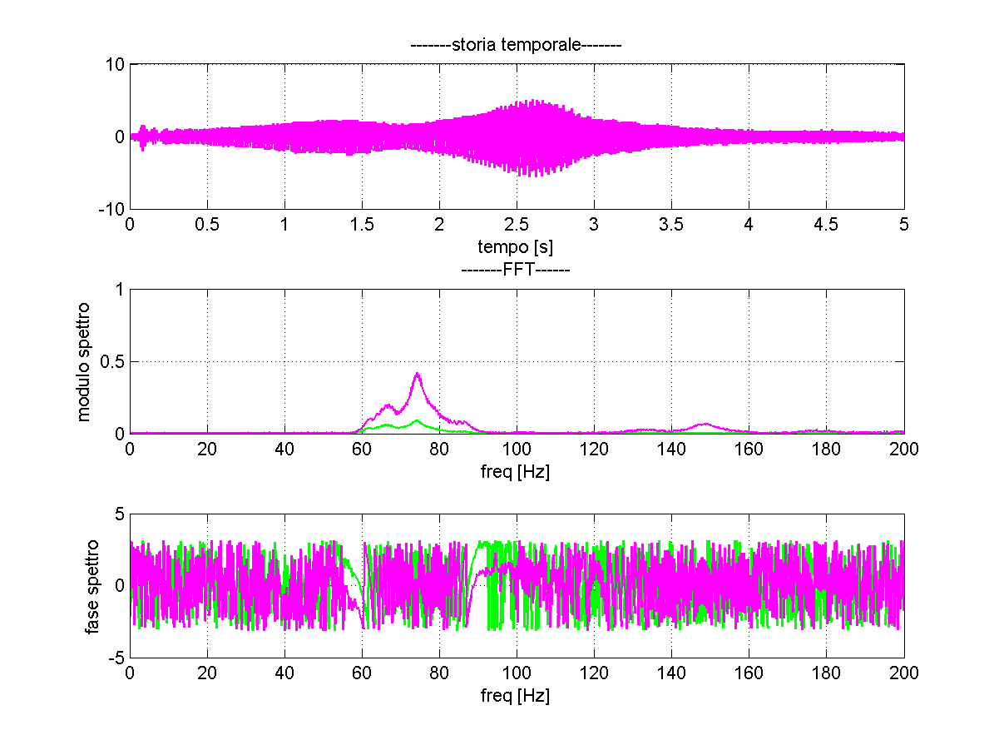 -------storia temporale-------
10
0
-10
0 0.5 1 1.5 2 2.5 3 3.5 4 4.5 5
tempo [s]
-------FFT------
modulo spettro
1
0.5
0
0 20 40 60 80 100 120 140 160 180 200
freq [Hz]
fase spettro
5
0
-5
0 20 40 60 80 100 120 140 160 180 200
freq [Hz]